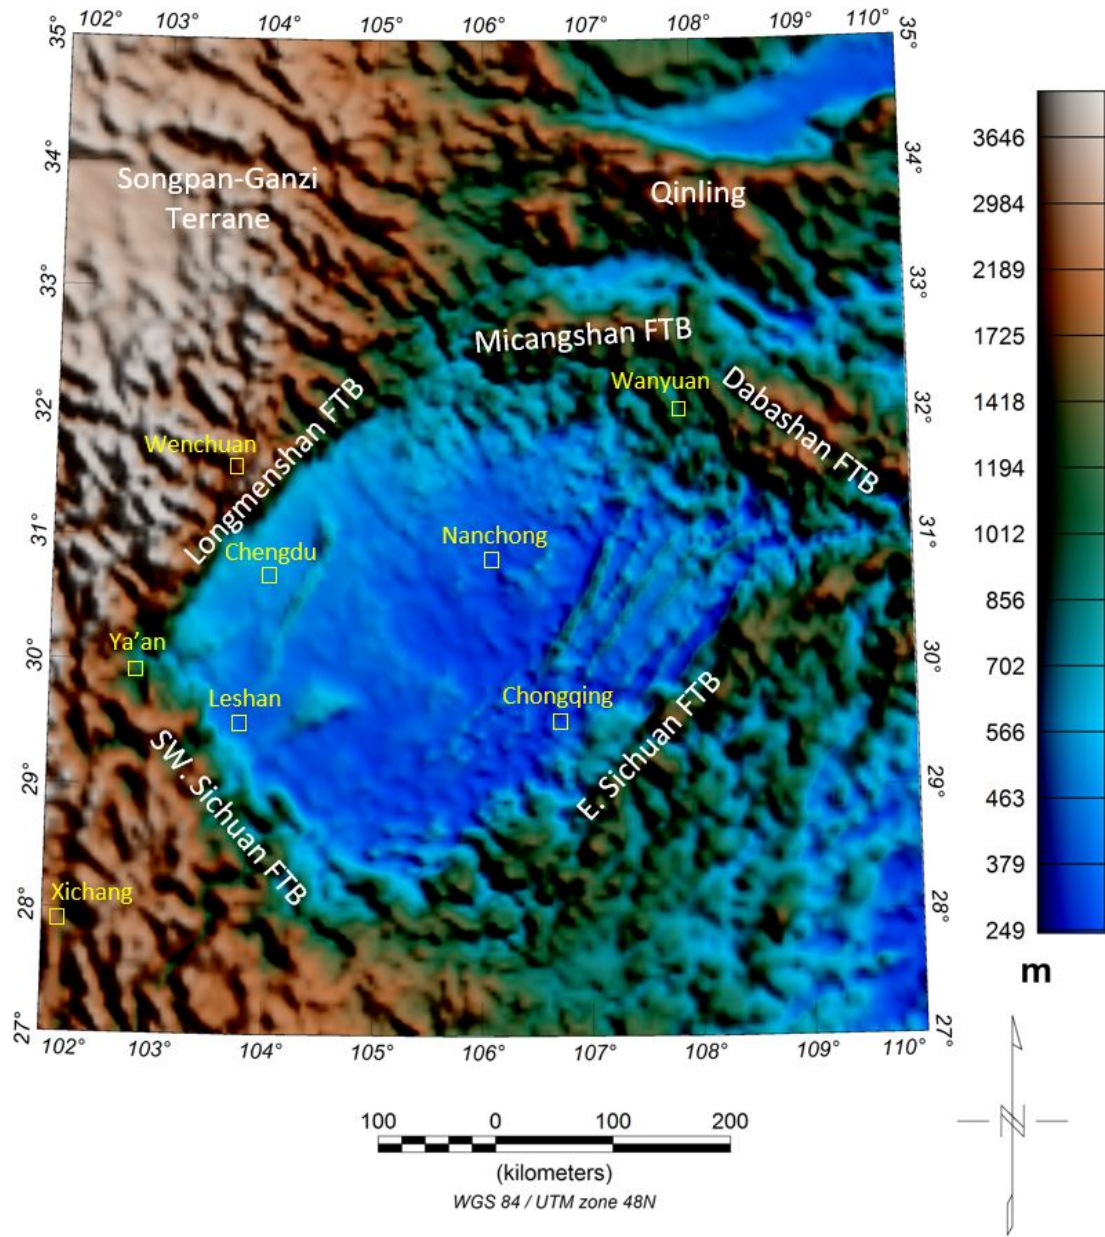 102° 103° 104° 105° 106° 107° 108° 109° 110°
35° 35°
34° 34°
Songpan-Ganzi
Terrane
Qinling
33° 33°
Micangshan FTB
Wanyuan
Dabashan FTB
32° 32°
Wenchuan
Longmenshan FTB
31° 31°
Chengdu
Nanchong
Ya'an
30° 30°
Leshan
Chongqing
SW. Sichuan FTB
E. Sichuan FTB
29° 29°
Xichang
28° 28°
27° 27°
102° 103° 104° 105° 106° 107° 108° 109° 110°
3646
2984
2189
1725
1418
1194
1012
856
702
566
463
379
249
m
100 0 100 200
(kilometers)
WGS 84 / UTM zone 48N
N